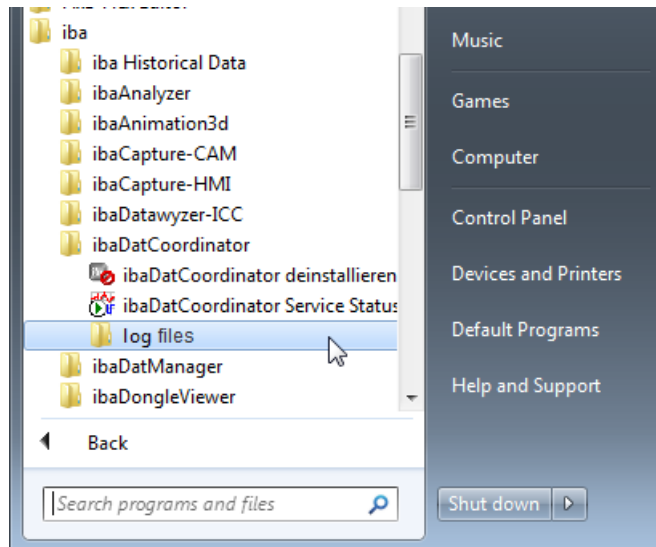 iba
iba Historical Data
ibaAnalyzer
ibaAnimation3d
ibaCapture-CAM
ibaCapture-HMI
ibaDatawyzer-ICC
ibaDatCoordinator
ibaDatCoordinator deinstallieren
ibaDatCoordinator Service Status
log files
ibaDatManager
ibaDongleViewer
Back
Search programs and files
Music
Games
Computer
Control Panel
Devices and Printers
Default Programs
Help and Support
Shut down